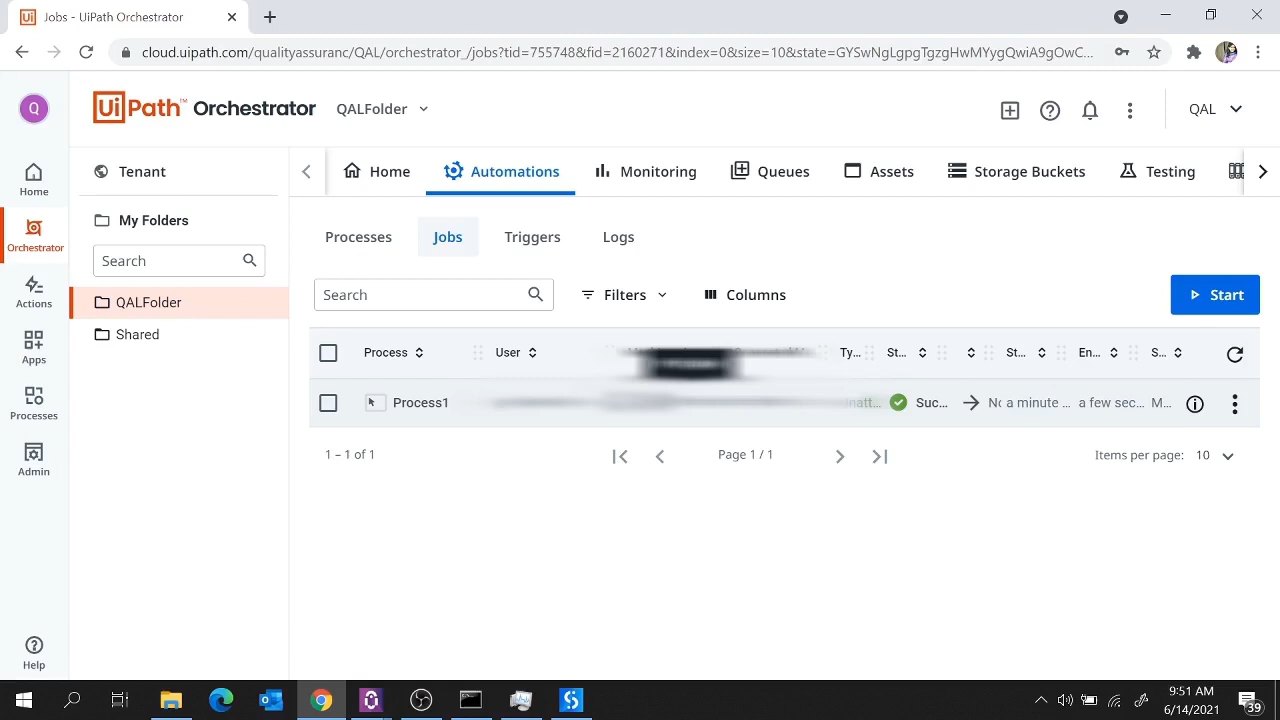 Jobs - UiPath Orchestrator
cloud.uipath.com/qualityassuranc/QAL/orchestrator_/jobs?tid=755748&fid=2160271&index=0&size=10&state=GYSwNgLgpgTgzgHwMYygQwiA9gOwC...
Q
UiPath™ Orchestrator
QALFolder
QAL
Home
Orchestrator
Actions
Apps
Processes
Admin
Help
Tenant
My Folders
Search
QALFolder
Shared
Home
Automations
Monitoring
Queues
Assets
Storage Buckets
Testing
Processes
Jobs
Triggers
Logs
Search
Filters
Columns
Start
Process
User
Ty...
St...
St...
En...
S...
Process1
Suc...
a minute ...
a few sec...
M...
1 – 1 of 1
Page 1 / 1
Items per page: 10
:51 AM
6/14/2021
39